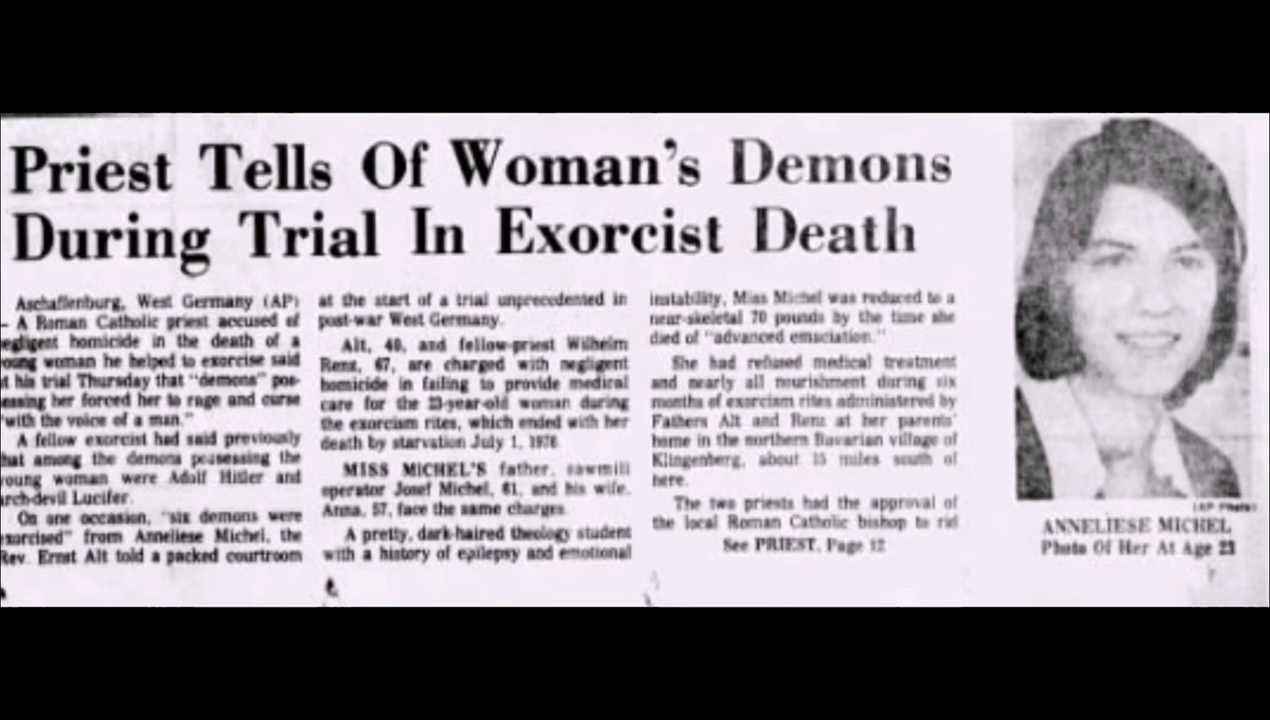 Priest Tells Of Woman's Demons
During Trial In Exorcist Death
Aschaffenburg, West Germany (AP)
– A Roman Catholic priest accused of
egligent homicide in the death of a
oung woman he helped to exorcise said
t his trial Thursday that "demons" pos-
essing her forced her to rage and curse
"with the voice of a man."
A fellow exorcist had said previously
hat among the demons possessing the
young woman were Adolf Hitler and
rch-devil Lucifer.
On one occasion, "six demons were
exorcised" from Anneliese Michel, the
Rev. Ernst Alt told a packed courtroom
at the start of a trial unprecedented in
post-war West Germany.
Alt, 40, and fellow-priest Wilhelm
Renz, 67, are charged with negligent
homicide in failing to provide medical
care for the 23-year-old woman during
the exorcism rites, which ended with her
death by starvation July 1, 1976.
MISS MICHEL'S father, sawmill
operator Josef Michel, 61, and his wife,
Anna, 57, face the same charges.
A pretty, dark-haired theology student
with a history of epilepsy and emotional
instability, Miss Michel was reduced to a
near-skeletal 70 pounds by the time she
died of "advanced emaciation."
She had refused medical treatment
and nearly all nourishment during six
months of exorcism rites administered by
Fathers Alt and Renz at her parents'
home in the northern Bavarian village of
Klingenberg, about 15 miles south of
here.
The two priests had the approval of
the local Roman Catholic bishop to rid
See PRIEST, Page 12
(AP Photo)
ANNELIESE MICHEL
Photo Of Her At Age 23